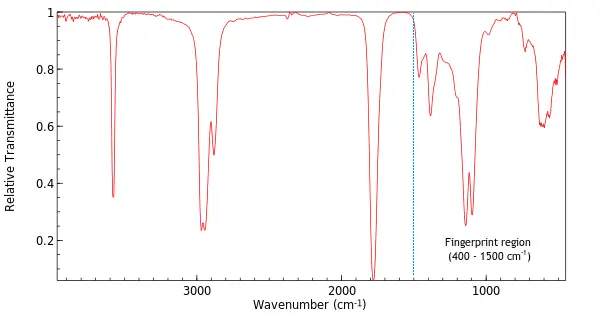 1
0.8
0.6
0.4
0.2
Relative Transmittance
Fingerprint region
(400 - 1500 cm-1)
3000 2000 1000
Wavenumber (cm-1)